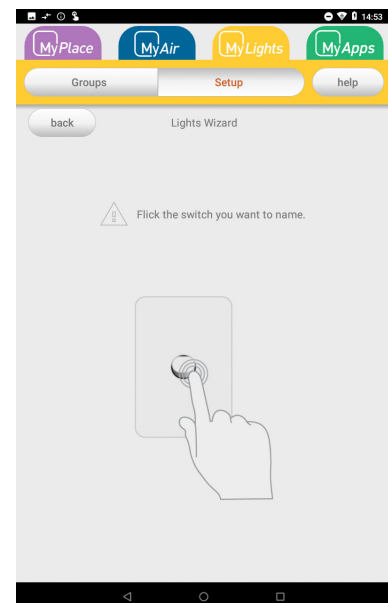 14:53
MyPlace
MyAir
MyLights
MyApps
Groups
Setup
help
back
Lights Wizard
Flick the switch you want to name.